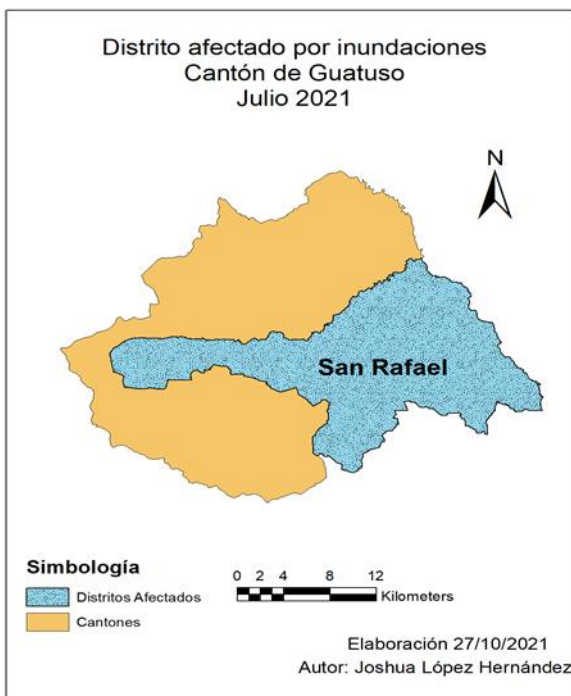 Distrito afectado por inundaciones
Cantón de Guatuso
Julio 2021
N
San Rafael
Simbología
Distritos Afectados
Cantones
0 2 4 8 12
Kilometers
Elaboración 27/10/2021
Autor: Joshua López Hernández